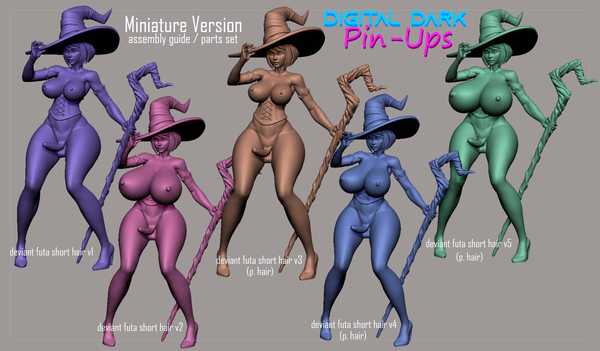 Miniature Version
assembly guide / parts set
DIGITAL DARK
Pin-Ups
deviant futa short hair v1
deviant futa short hair v2
deviant futa short hair v3
(p. hair)
deviant futa short hair v4
(p. hair)
deviant futa short hair v5
(p. hair)